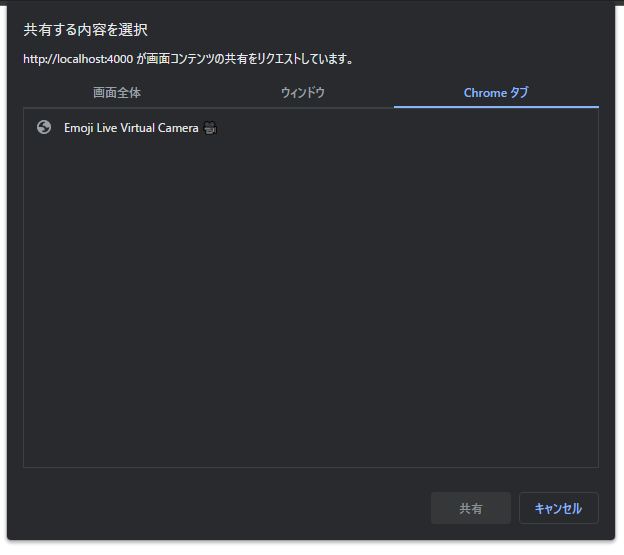 共有する内容を選択
http://localhost:4000 が画面コンテンツの共有をリクエストしています。
画面全体 ウィンドウ Chrome タブ
Emoji Live Virtual Camera 🎥
共有 キャンセル